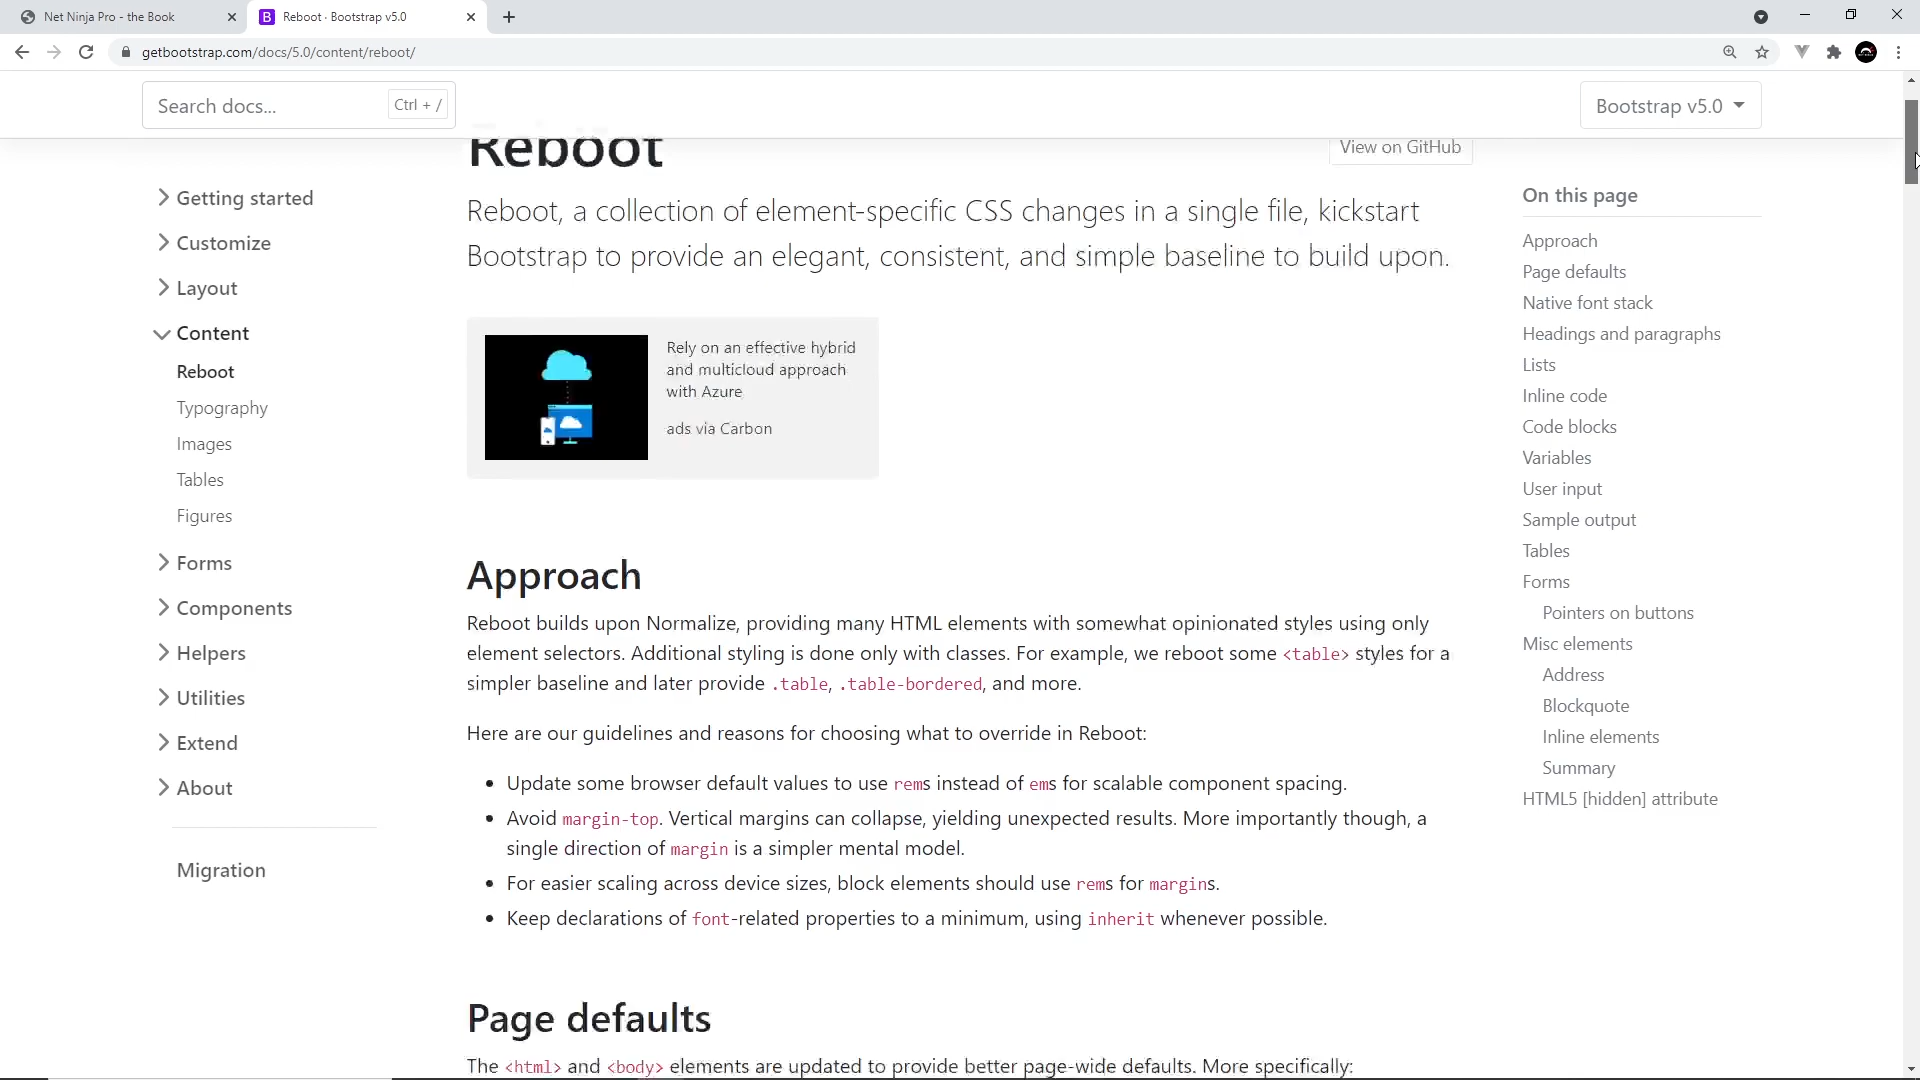 Net Ninja Pro - the Book
Reboot · Bootstrap v5.0
getbootstrap.com/docs/5.0/content/reboot/
Search docs...
Ctrl + /
Bootstrap v5.0
Getting started
Customize
Layout
Content
Reboot
Typography
Images
Tables
Figures
Forms
Components
Helpers
Utilities
Extend
About
Migration
Reboot
View on GitHub
Reboot, a collection of element-specific CSS changes in a single file, kickstart
Bootstrap to provide an elegant, consistent, and simple baseline to build upon.
Rely on an effective hybrid
and multicloud approach
with Azure
ads via Carbon
Approach
Reboot builds upon Normalize, providing many HTML elements with somewhat opinionated styles using only
element selectors. Additional styling is done only with classes. For example, we reboot some <table> styles for a
simpler baseline and later provide .table, .table-bordered, and more.
Here are our guidelines and reasons for choosing what to override in Reboot:
• Update some browser default values to use rems instead of ems for scalable component spacing.
• Avoid margin-top. Vertical margins can collapse, yielding unexpected results. More importantly though, a
single direction of margin is a simpler mental model.
• For easier scaling across device sizes, block elements should use rems for margins.
• Keep declarations of font-related properties to a minimum, using inherit whenever possible.
Page defaults
The <html> and <body> elements are updated to provide better page-wide defaults. More specifically:
On this page
Approach
Page defaults
Native font stack
Headings and paragraphs
Lists
Inline code
Code blocks
Variables
User input
Sample output
Tables
Forms
Pointers on buttons
Misc elements
Address
Blockquote
Inline elements
Summary
HTML5 [hidden] attribute